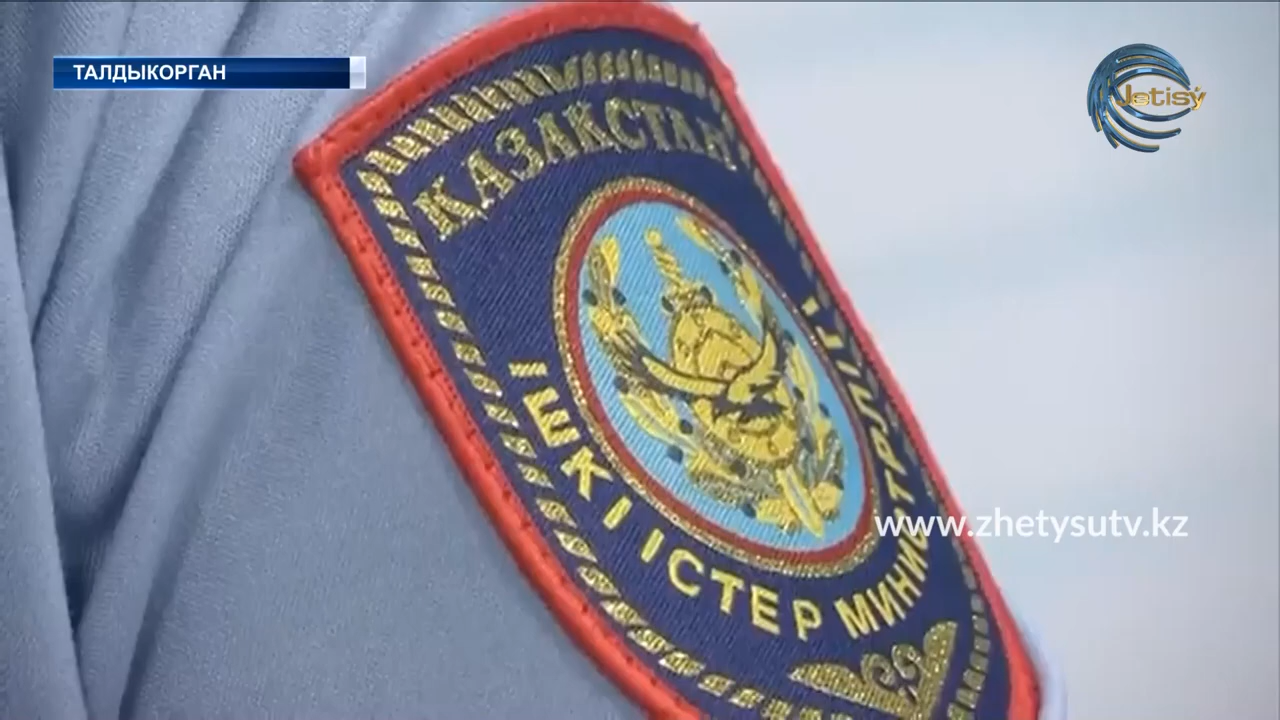 ТАЛДЫКОРГАН
Jetisý
ҚАЗАҚСТАН
ІШКІ ІСТЕР МИНИСТРЛІГІ
www.zhetysutv.kz